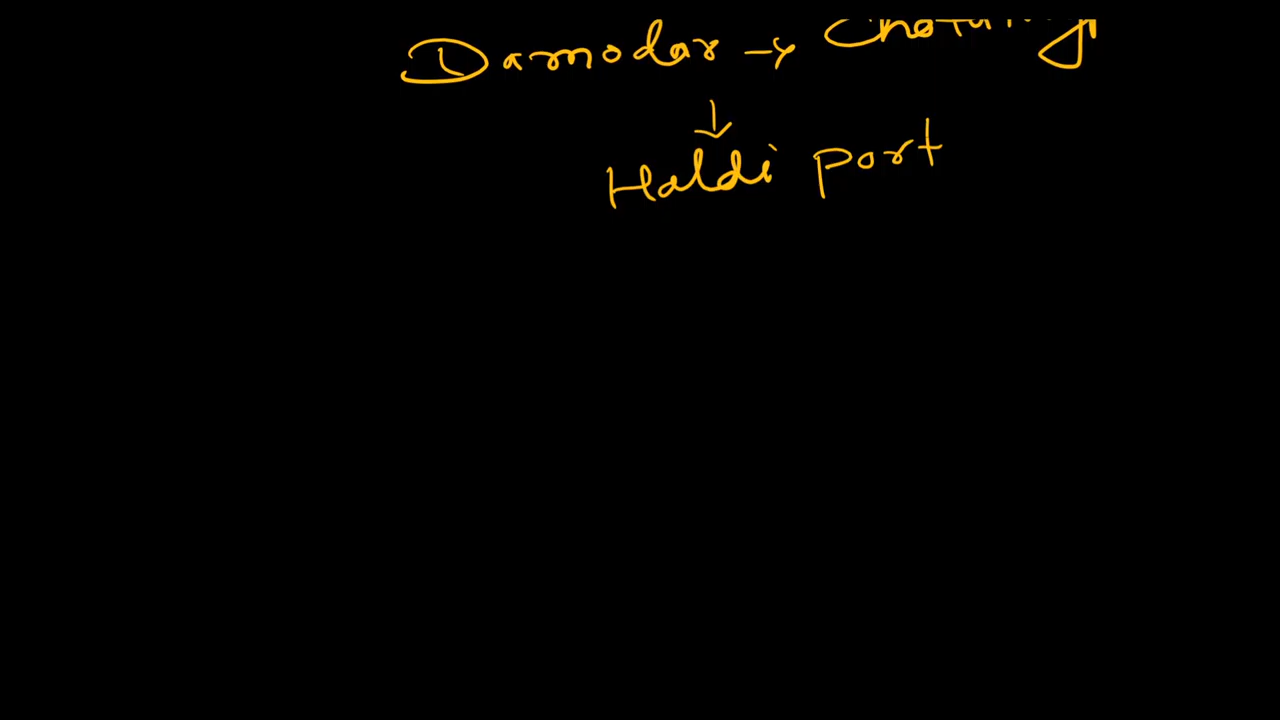 Damodar →
↓
Haldi port